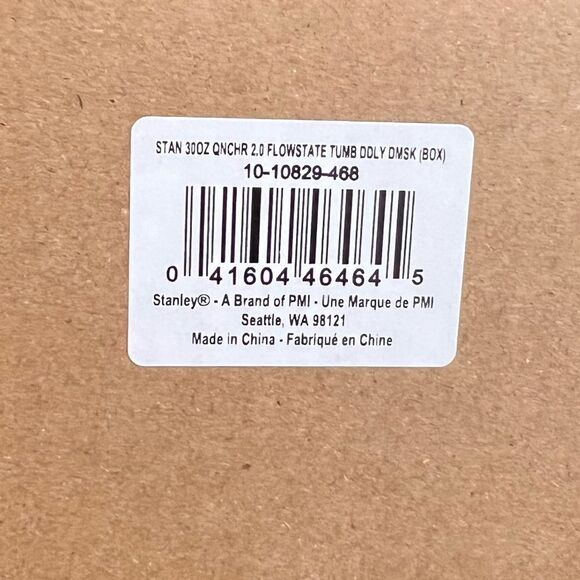 STAN 30OZ QNCHR 2.0 FLOWSTATE TUMB DDLY DMSK (BOX)
10-10829-468
0 41604 46464 5
Stanley® - A Brand of PMI - Une Marque de PMI
Seattle, WA 98121
Made in China - Fabriqué en Chine